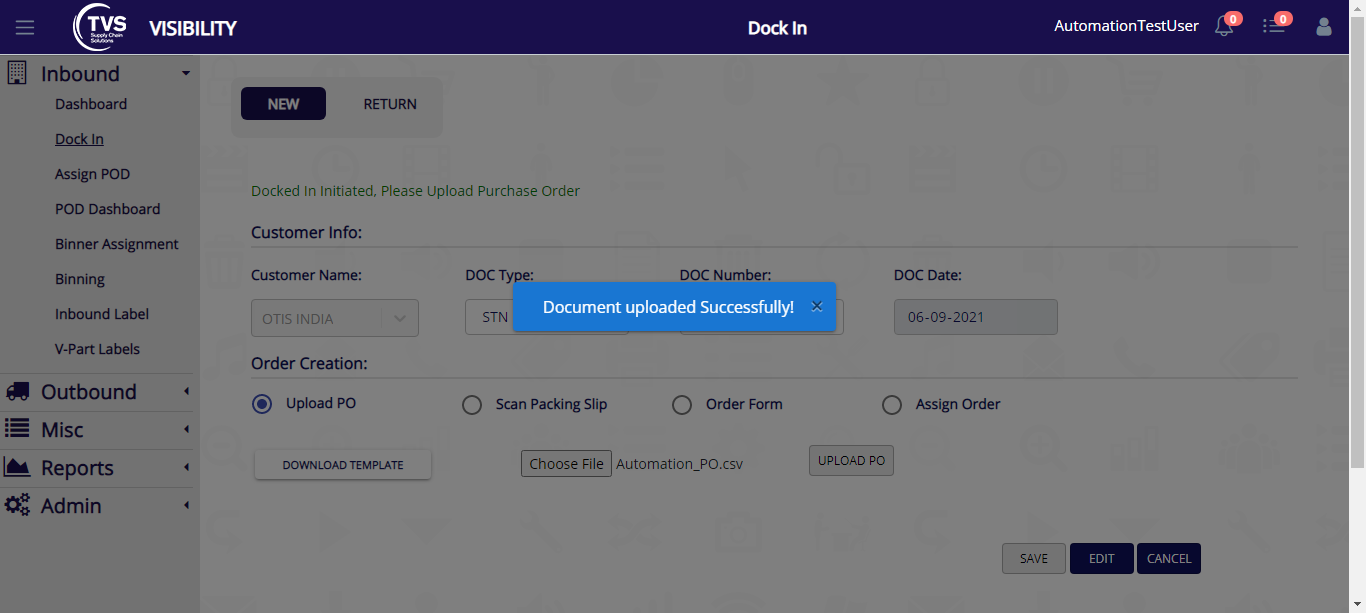 TVS
Supply Chain
Solutions
VISIBILITY
Dock In
AutomationTestUser
0
0
Inbound
Dashboard
Dock In
Assign POD
POD Dashboard
Binner Assignment
Binning
Inbound Label
V-Part Labels
Outbound
Misc
Reports
Admin
NEW
RETURN
Docked In Initiated, Please Upload Purchase Order
Customer Info:
Customer Name:
DOC Type:
DOC Number:
DOC Date:
OTIS INDIA
STN
06-09-2021
Document uploaded Successfully!
Order Creation:
Upload PO
Scan Packing Slip
Order Form
Assign Order
DOWNLOAD TEMPLATE
Choose File Automation_PO.csv
UPLOAD PO
SAVE
EDIT
CANCEL